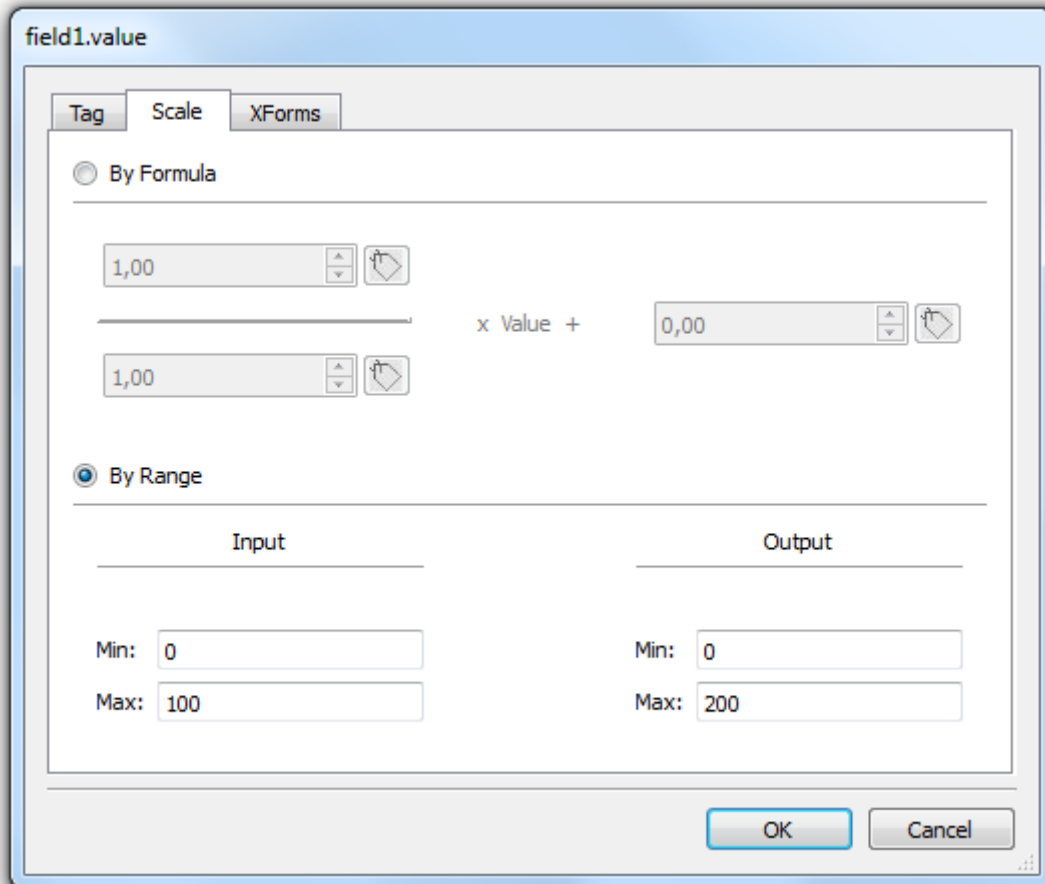 field1.value
Tag Scale XForms
By Formula
1,00
x Value + 0,00
1,00
By Range
Input Output
Min: 0 Min: 0
Max: 100 Max: 200
OK Cancel